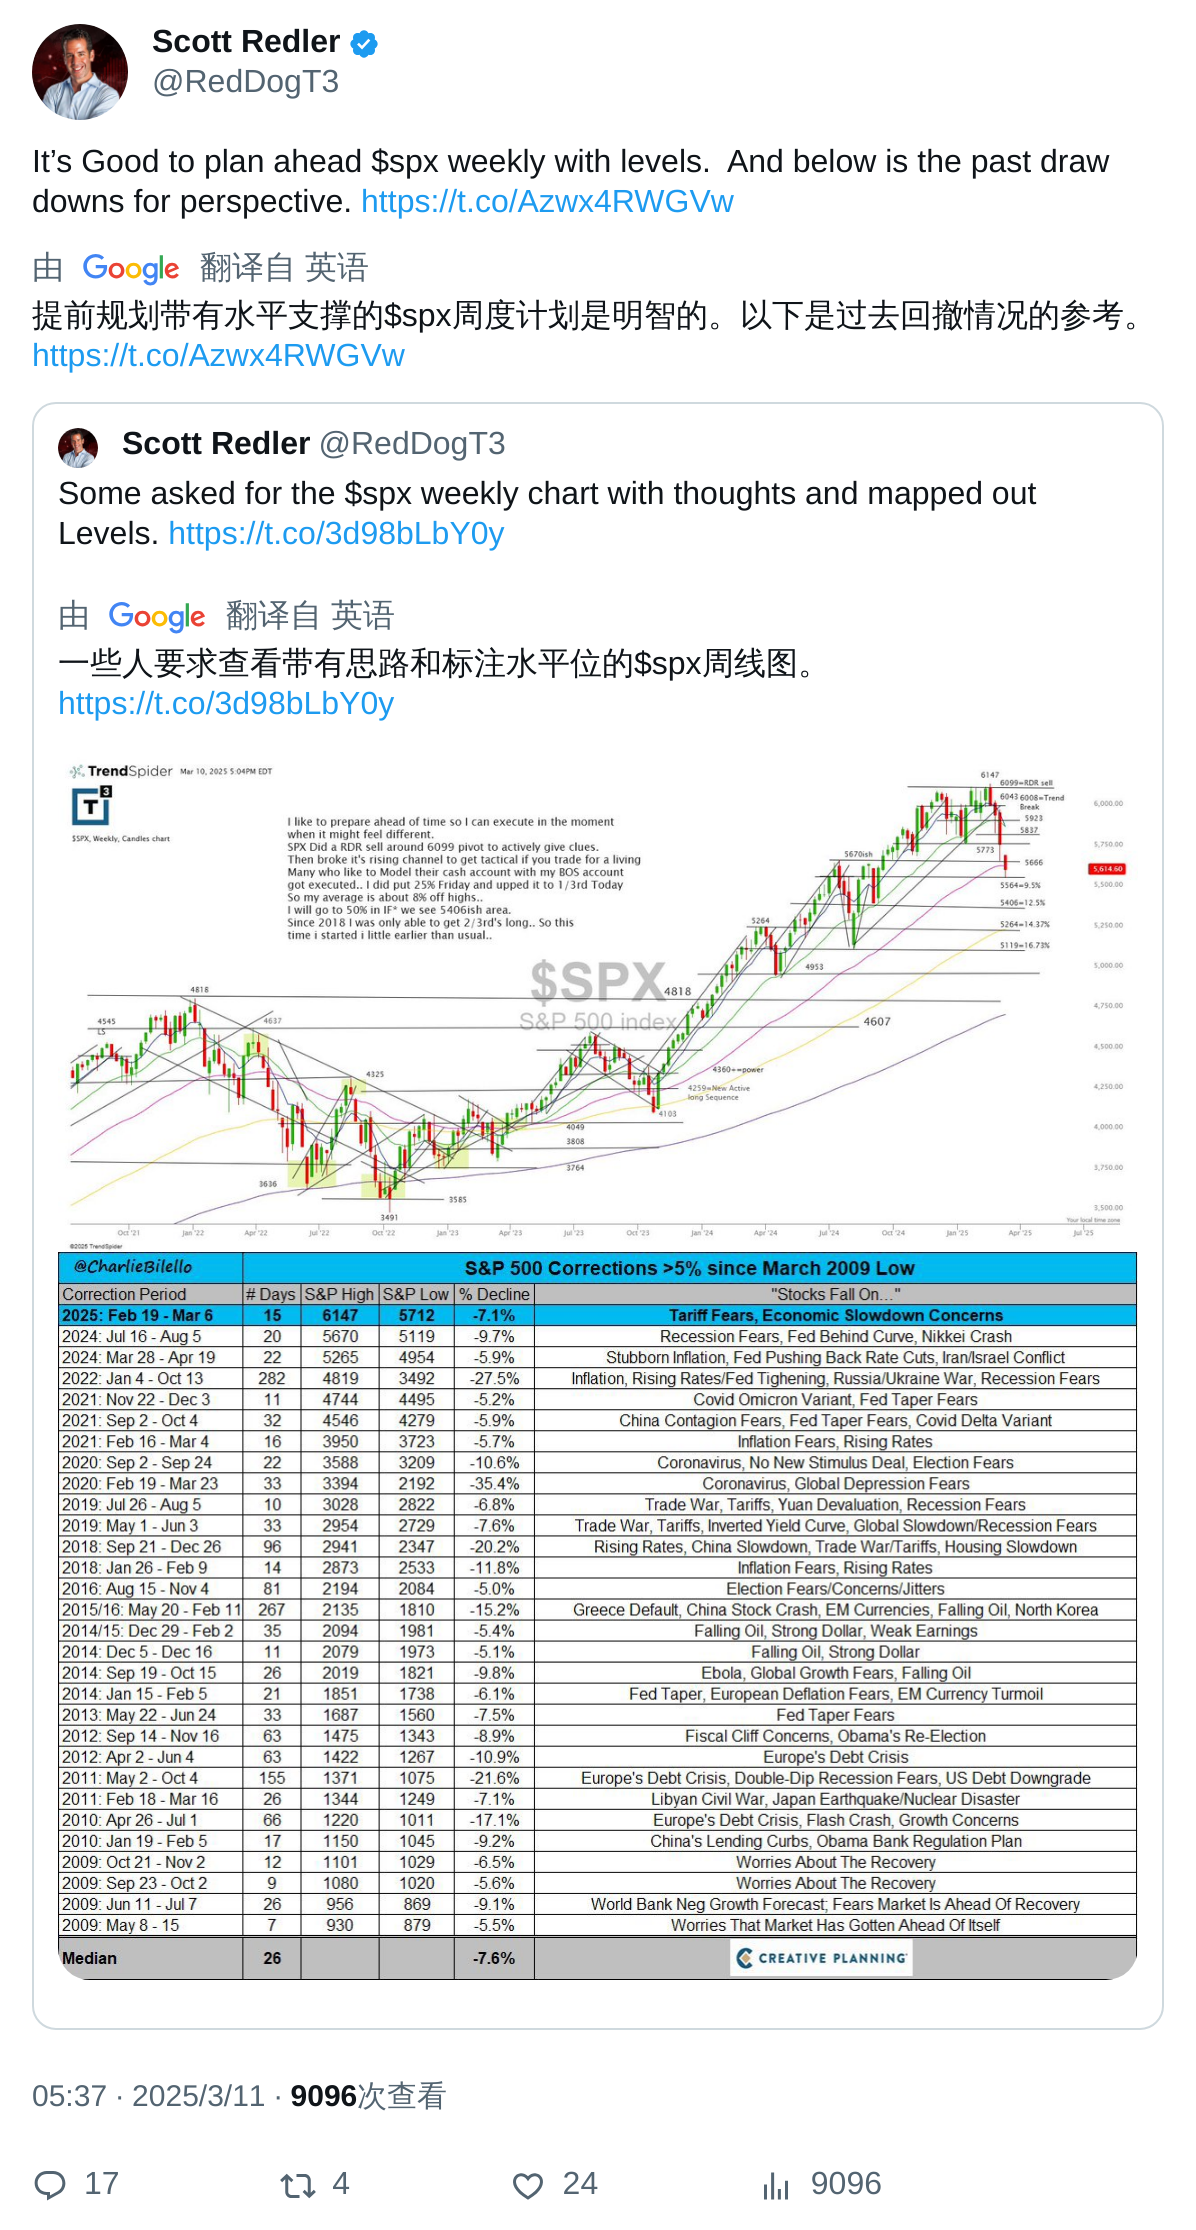 Scott Redler
@RedDogT3
It’s Good to plan ahead $spx weekly with levels.  And below is the past draw
downs for perspective. https://t.co/Azwx4RWGVw
由 Google 翻译自 英语
提前规划带有水平支撑的$spx周度计划是明智的。以下是过去回撤情况的参考。
https://t.co/Azwx4RWGVw
Scott Redler @RedDogT3
Some asked for the $spx weekly chart with thoughts and mapped out
Levels. https://t.co/3d98bLbY0y
由 Google 翻译自 英语
一些人要求查看带有思路和标注水平位的$spx周线图。
https://t.co/3d98bLbY0y
TrendSpider Mar 10, 2025 5:04PM EDT
T3
$SPX, Weekly, Candles chart
I like to prepare ahead of time so I can execute in the moment
when it might feel different.
SPX Did a RDR sell around 6099 pivot to actively give clues.
Then broke it's rising channel to get tactical if you trade for a living
Many who like to Model their cash account with my BOS account
got executed.. I did put 25% Friday and upped it to 1/3rd Today
So my average is about 8% off highs..
I will go to 50% in IF* we see 5406ish area.
Since 2018 I was only able to get 2/3rd's long.. So this
time i started i little earlier than usual..
$SPX
S&P 500 index
6147
6099=RDR sell
6043 6008=Trend
Break
5923
5837
5773
5666
5670ish
5564=9.5%
5406=12.5%
5264=14.37%
5119=16.73%
5264
4953
4818
4818
4607
4545
LS
4637
4325
4360+=power
4259=New Active
long Sequence
4103
4049
3808
3764
3636
3585
3491
6,000.00
5,750.00
5,614.60
5,500.00
5,250.00
5,000.00
4,750.00
4,500.00
4,250.00
4,000.00
3,750.00
3,500.00
Your local time zone
Oct '21 Jan '22 Apr '22 Jul '22 Oct '22 Jan '23 Apr '23 Jul '23 Oct '23 Jan '24 Apr '24 Jul '24 Oct '24 Jan '25 Apr '25 Jul '25
©2025 TrendSpider
@CharlieBilello S&P 500 Corrections >5% since March 2009 Low
Correction Period # Days S&P High S&P Low % Decline "Stocks Fall On..."
2025: Feb 19 - Mar 6 15 6147 5712 -7.1% Tariff Fears, Economic Slowdown Concerns
2024: Jul 16 - Aug 5 20 5670 5119 -9.7% Recession Fears, Fed Behind Curve, Nikkei Crash
2024: Mar 28 - Apr 19 22 5265 4954 -5.9% Stubborn Inflation, Fed Pushing Back Rate Cuts, Iran/Israel Conflict
2022: Jan 4 - Oct 13 282 4819 3492 -27.5% Inflation, Rising Rates/Fed Tighening, Russia/Ukraine War, Recession Fears
2021: Nov 22 - Dec 3 11 4744 4495 -5.2% Covid Omicron Variant, Fed Taper Fears
2021: Sep 2 - Oct 4 32 4546 4279 -5.9% China Contagion Fears, Fed Taper Fears, Covid Delta Variant
2021: Feb 16 - Mar 4 16 3950 3723 -5.7% Inflation Fears, Rising Rates
2020: Sep 2 - Sep 24 22 3588 3209 -10.6% Coronavirus, No New Stimulus Deal, Election Fears
2020: Feb 19 - Mar 23 33 3394 2192 -35.4% Coronavirus, Global Depression Fears
2019: Jul 26 - Aug 5 10 3028 2822 -6.8% Trade War, Tariffs, Yuan Devaluation, Recession Fears
2019: May 1 - Jun 3 33 2954 2729 -7.6% Trade War, Tariffs, Inverted Yield Curve, Global Slowdown/Recession Fears
2018: Sep 21 - Dec 26 96 2941 2347 -20.2% Rising Rates, China Slowdown, Trade War/Tariffs, Housing Slowdown
2018: Jan 26 - Feb 9 14 2873 2533 -11.8% Inflation Fears, Rising Rates
2016: Aug 15 - Nov 4 81 2194 2084 -5.0% Election Fears/Concerns/Jitters
2015/16: May 20 - Feb 11 267 2135 1810 -15.2% Greece Default, China Stock Crash, EM Currencies, Falling Oil, North Korea
2014/15: Dec 29 - Feb 2 35 2094 1981 -5.4% Falling Oil, Strong Dollar, Weak Earnings
2014: Dec 5 - Dec 16 11 2079 1973 -5.1% Falling Oil, Strong Dollar
2014: Sep 19 - Oct 15 26 2019 1821 -9.8% Ebola, Global Growth Fears, Falling Oil
2014: Jan 15 - Feb 5 21 1851 1738 -6.1% Fed Taper, European Deflation Fears, EM Currency Turmoil
2013: May 22 - Jun 24 33 1687 1560 -7.5% Fed Taper Fears
2012: Sep 14 - Nov 16 63 1475 1343 -8.9% Fiscal Cliff Concerns, Obama's Re-Election
2012: Apr 2 - Jun 4 63 1422 1267 -10.9% Europe's Debt Crisis
2011: May 2 - Oct 4 155 1371 1075 -21.6% Europe's Debt Crisis, Double-Dip Recession Fears, US Debt Downgrade
2011: Feb 18 - Mar 16 26 1344 1249 -7.1% Libyan Civil War, Japan Earthquake/Nuclear Disaster
2010: Apr 26 - Jul 1 66 1220 1011 -17.1% Europe's Debt Crisis, Flash Crash, Growth Concerns
2010: Jan 19 - Feb 5 17 1150 1045 -9.2% China's Lending Curbs, Obama Bank Regulation Plan
2009: Oct 21 - Nov 2 12 1101 1029 -6.5% Worries About The Recovery
2009: Sep 23 - Oct 2 9 1080 1020 -5.6% Worries About The Recovery
2009: Jun 11 - Jul 7 26 956 869 -9.1% World Bank Neg Growth Forecast; Fears Market Is Ahead Of Recovery
2009: May 8 - 15 7 930 879 -5.5% Worries That Market Has Gotten Ahead Of Itself
Median 26 -7.6% CREATIVE PLANNING
05:37 · 2025/3/11 · 9096次查看
17 4 24 9096